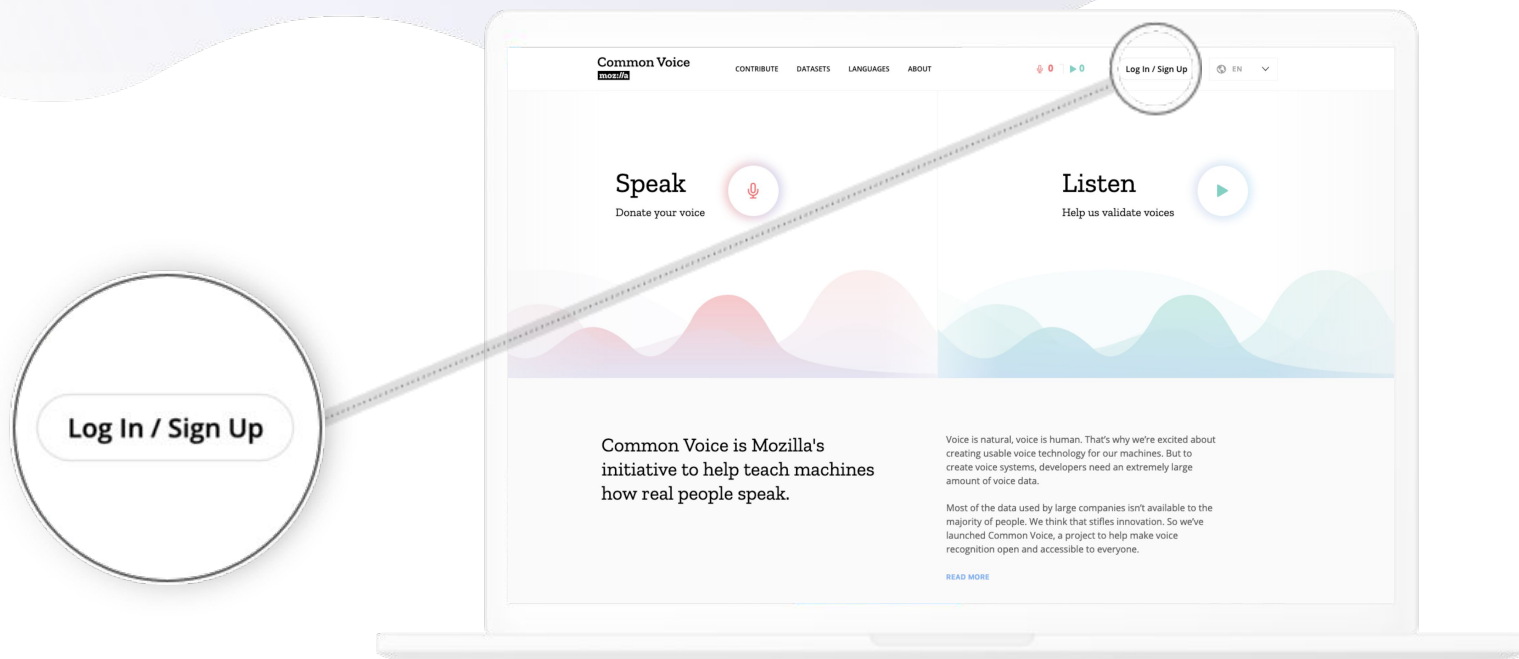 Common Voice
moz://a
CONTRIBUTE DATASETS LANGUAGES ABOUT
0 0
Log In / Sign Up
EN
Speak
Donate your voice
Listen
Help us validate voices
Log In / Sign Up
Common Voice is Mozilla's
initiative to help teach machines
how real people speak.
Voice is natural, voice is human. That's why we're excited about
creating usable voice technology for our machines. But to
create voice systems, developers need an extremely large
amount of voice data.
Most of the data used by large companies isn't available to the
majority of people. We think that stifles innovation. So we've
launched Common Voice, a project to help make voice
recognition open and accessible to everyone.
READ MORE